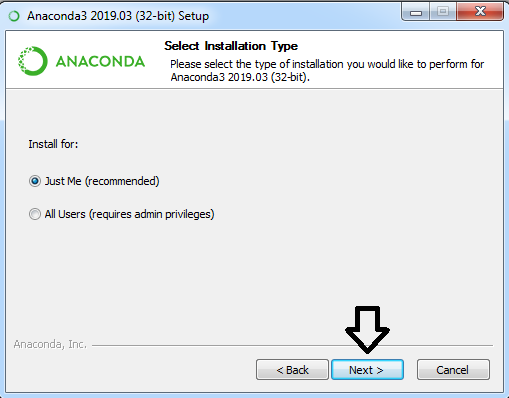 Anaconda3 2019.03 (32-bit) Setup
ANACONDA
Select Installation Type
Please select the type of installation you would like to perform for
Anaconda3 2019.03 (32-bit).
Install for:
Just Me (recommended)
All Users (requires admin privileges)
Anaconda, Inc.
< Back
Next >
Cancel